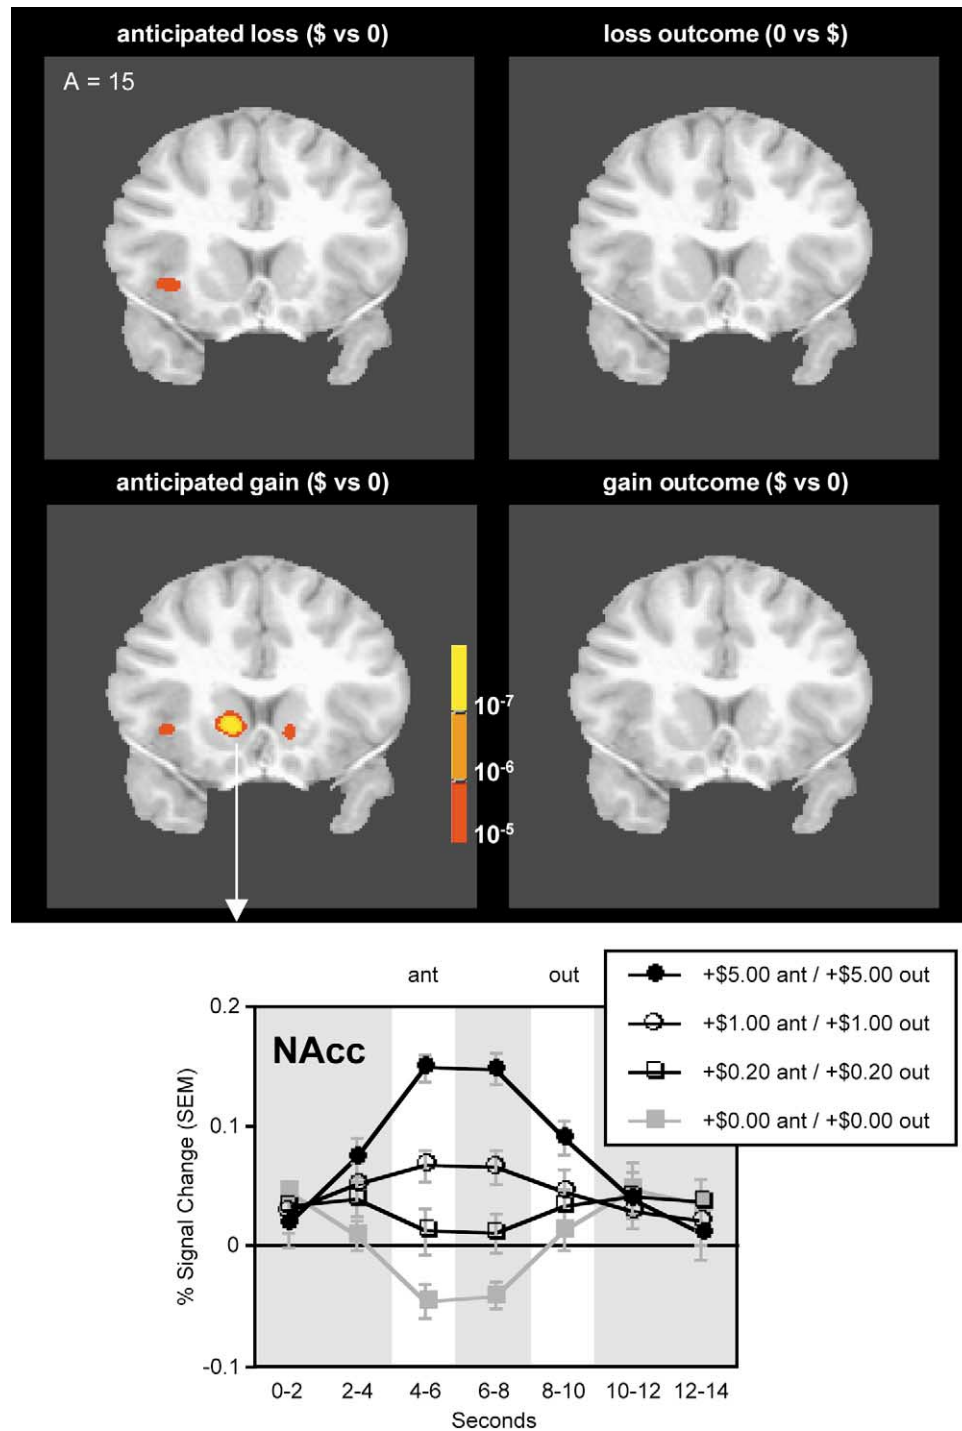 anticipated loss ($ vs 0)
loss outcome (0 vs $)
A = 15
anticipated gain ($ vs 0)
gain outcome ($ vs 0)
10-7
10-6
10-5
ant
out
+$5.00 ant / +$5.00 out
+$1.00 ant / +$1.00 out
+$0.20 ant / +$0.20 out
+$0.00 ant / +$0.00 out
NAcc
% Signal Change (SEM)
0.2
0.1
0
-0.1
0-2 2-4 4-6 6-8 8-10 10-12 12-14
Seconds